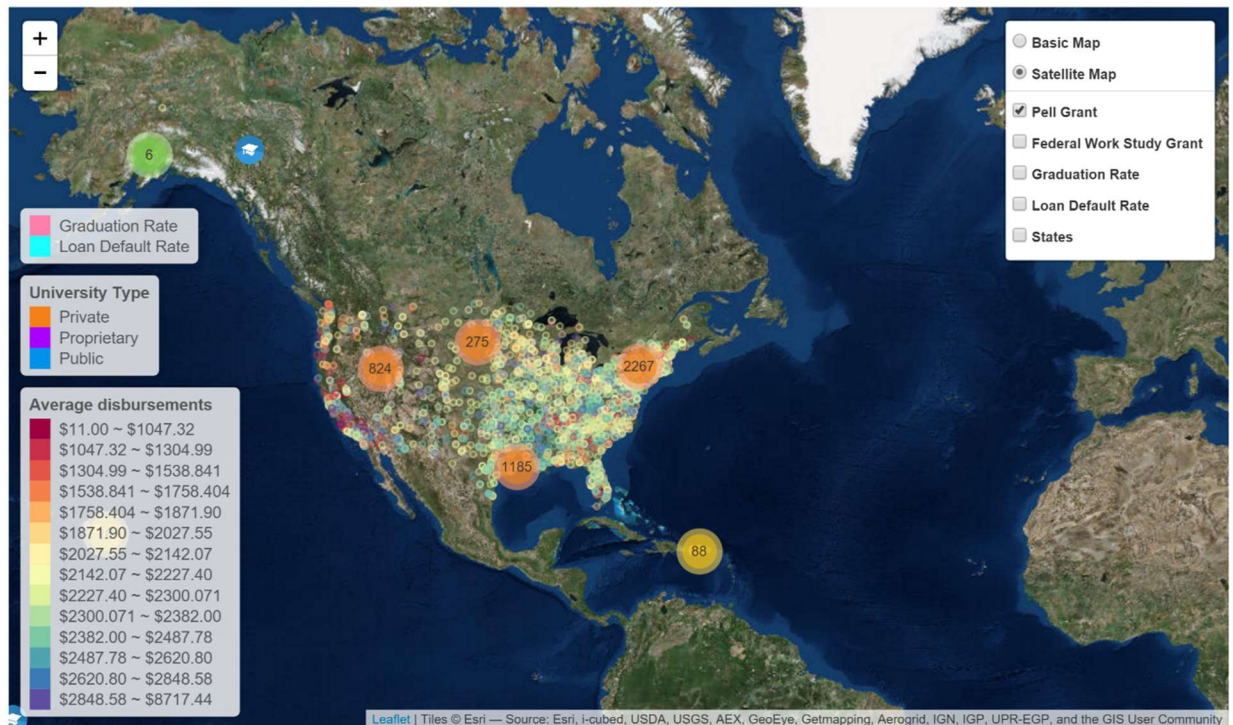 +
−
Basic Map
Satellite Map
Pell Grant
Federal Work Study Grant
Graduation Rate
Loan Default Rate
States
6
Graduation Rate
Loan Default Rate
University Type
Private
Proprietary
Public
275
824
2267
1185
88
Average disbursements
$11.00 ~ $1047.32
$1047.32 ~ $1304.99
$1304.99 ~ $1538.841
$1538.841 ~ $1758.404
$1758.404 ~ $1871.90
$1871.90 ~ $2027.55
$2027.55 ~ $2142.07
$2142.07 ~ $2227.40
$2227.40 ~ $2300.071
$2300.071 ~ $2382.00
$2382.00 ~ $2487.78
$2487.78 ~ $2620.80
$2620.80 ~ $2848.58
$2848.58 ~ $8717.44
Leaflet | Tiles © Esri — Source: Esri, i-cubed, USDA, USGS, AEX, GeoEye, Getmapping, Aerogrid, IGN, IGP, UPR-EGP, and the GIS User Community